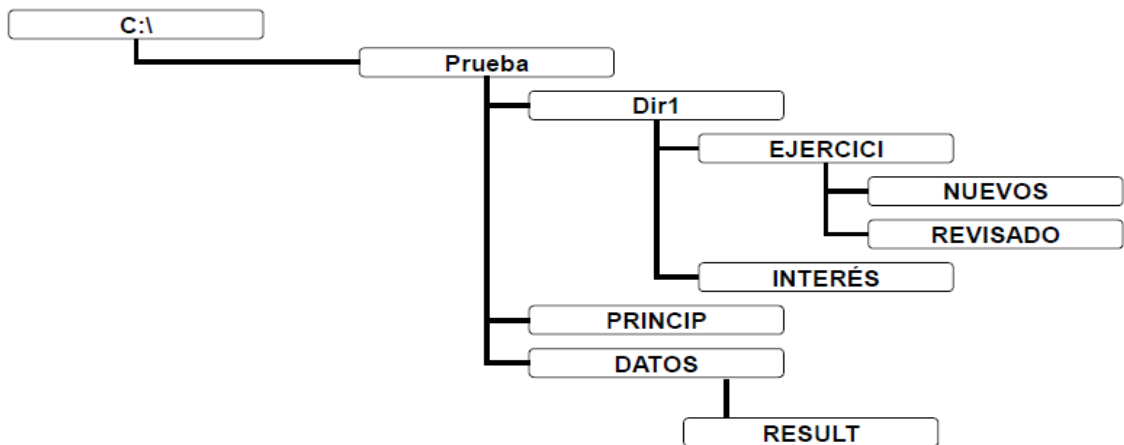 C:\
Prueba
Dir1
EJERCICI
NUEVOS
REVISADO
INTERÉS
PRINCIP
DATOS
RESULT